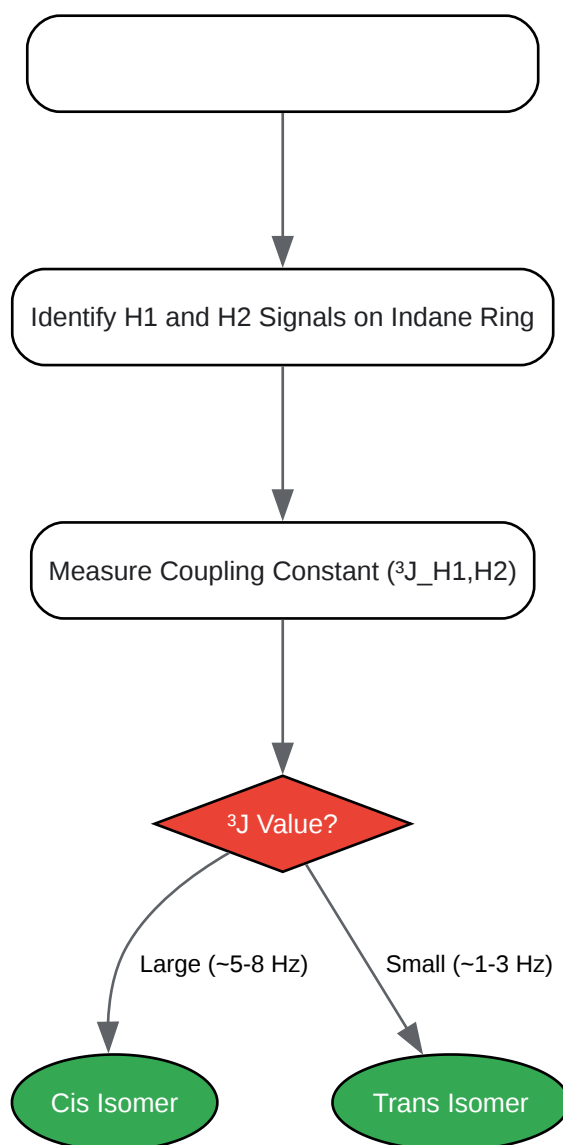 Identify H1 and H2 Signals on Indane Ring
Measure Coupling Constant (³J_H1,H2)
³J Value?
Large (~5-8 Hz)
Small (~1-3 Hz)
Cis Isomer
Trans Isomer